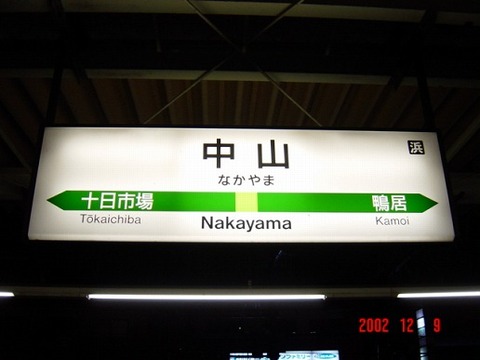 中山
浜
なかやま
十日市場
鴨居
Tōkaichiba
Nakayama
Kamoi
2002 12 9